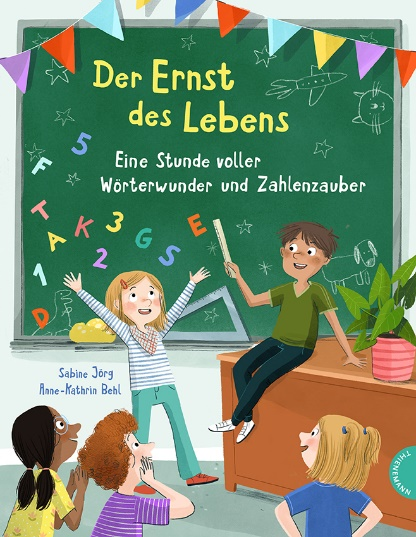 Der Ernst
des Lebens
Eine Stunde voller
Wörterwunder und Zahlenzauber
5
F
T
A
K
3
1
2
G
S
E
D
Sabine Jörg
Anne-Kathrin Behl
THIENEMANN